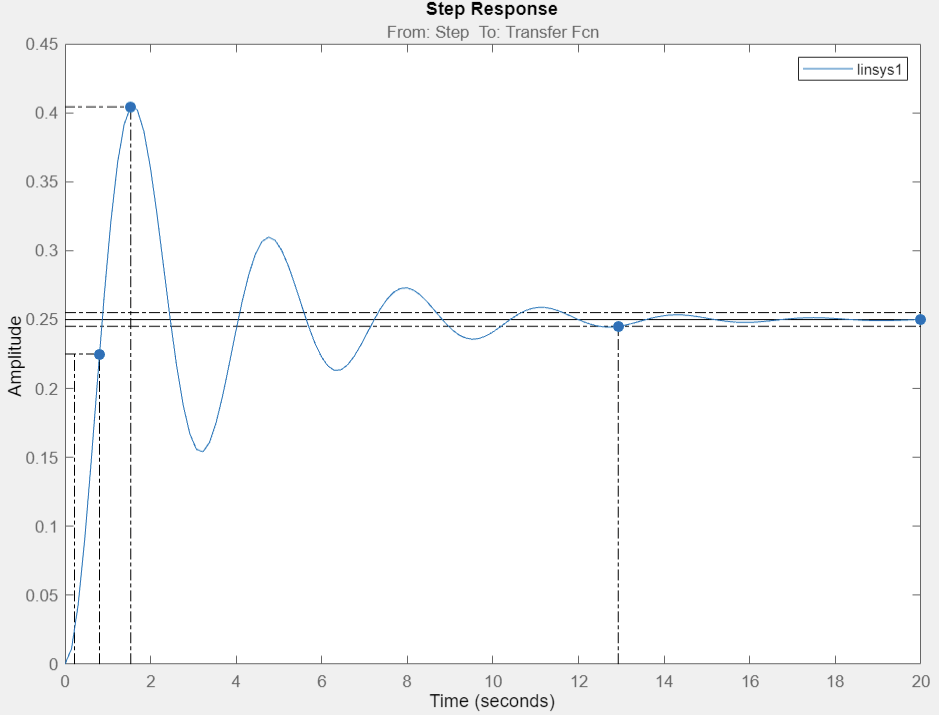 Step Response
From: Step To: Transfer Fcn
linsys1
Amplitude
0.45
0.4
0.35
0.3
0.25
0.2
0.15
0.1
0.05
0
0 2 4 6 8 10 12 14 16 18 20
Time (seconds)